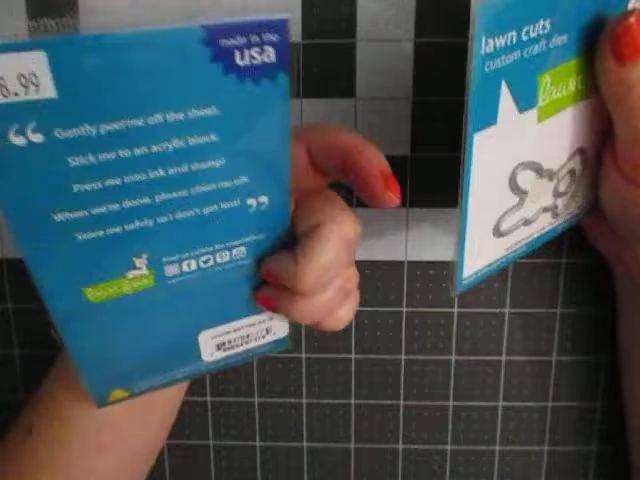 8.99
made in the
usa
“ Gently peel me off the sheet.
Stick me to an acrylic block.
Press me into ink and stamp!
When we're done, please clean me off.
Store me safely so I don't get lost! ”
lawn cuts
custom craft dies
Lawn